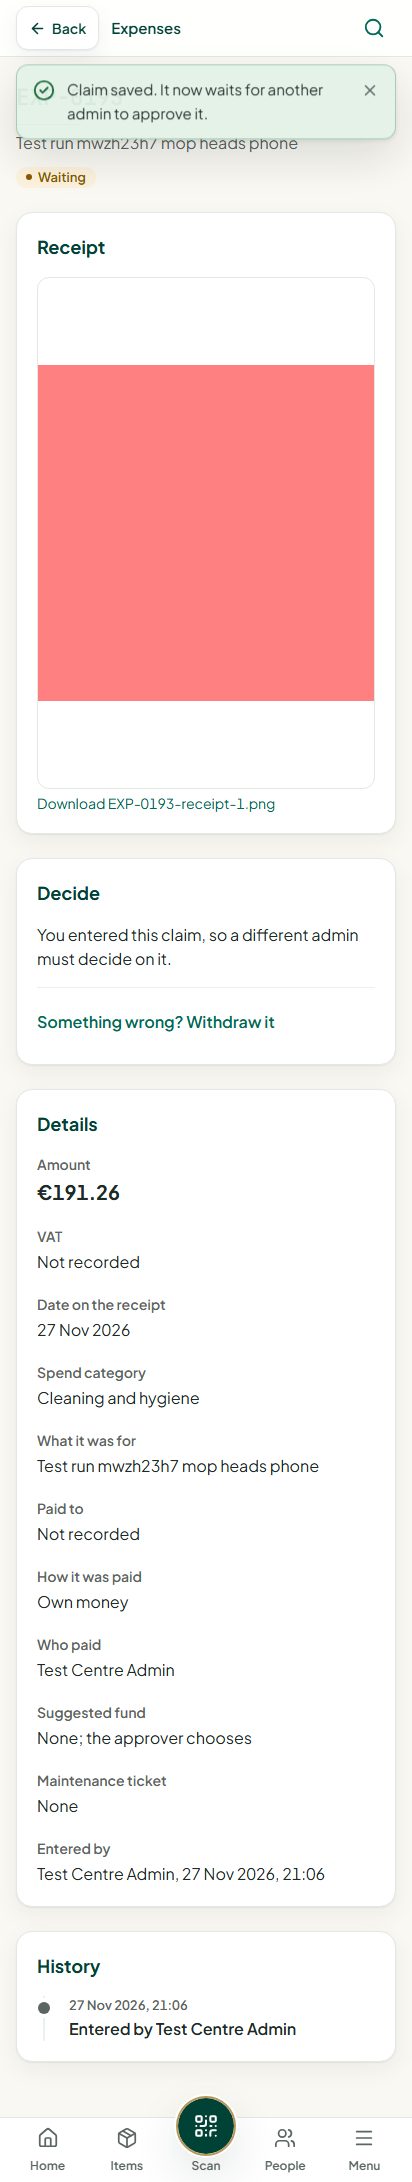 Back Expenses
Claim saved. It now waits for another
admin to approve it.
EXP-0193
Test run mwzh23h7 mop heads phone
Waiting
Receipt
Download EXP-0193-receipt-1.png
Decide
You entered this claim, so a different admin
must decide on it.
Something wrong? Withdraw it
Details
Amount
€191.26
VAT
Not recorded
Date on the receipt
27 Nov 2026
Spend category
Cleaning and hygiene
What it was for
Test run mwzh23h7 mop heads phone
Paid to
Not recorded
How it was paid
Own money
Who paid
Test Centre Admin
Suggested fund
None; the approver chooses
Maintenance ticket
None
Entered by
Test Centre Admin, 27 Nov 2026, 21:06
History
27 Nov 2026, 21:06
Entered by Test Centre Admin
Home Items Scan People Menu